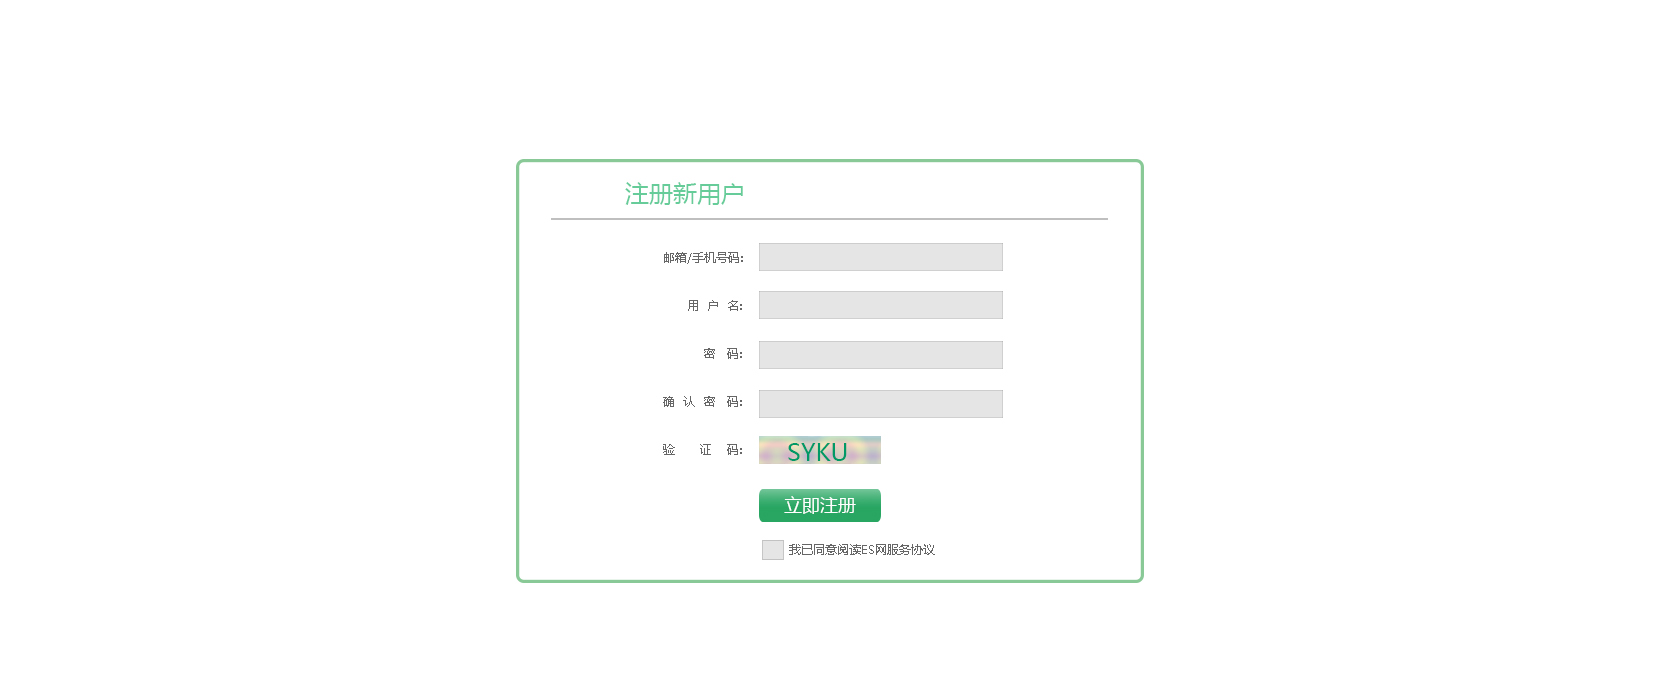 注册新用户
邮箱/手机号码:
用 户 名:
密 码:
确 认 密 码:
验 证 码: SYKU
立即注册
我已同意阅读ES网服务协议